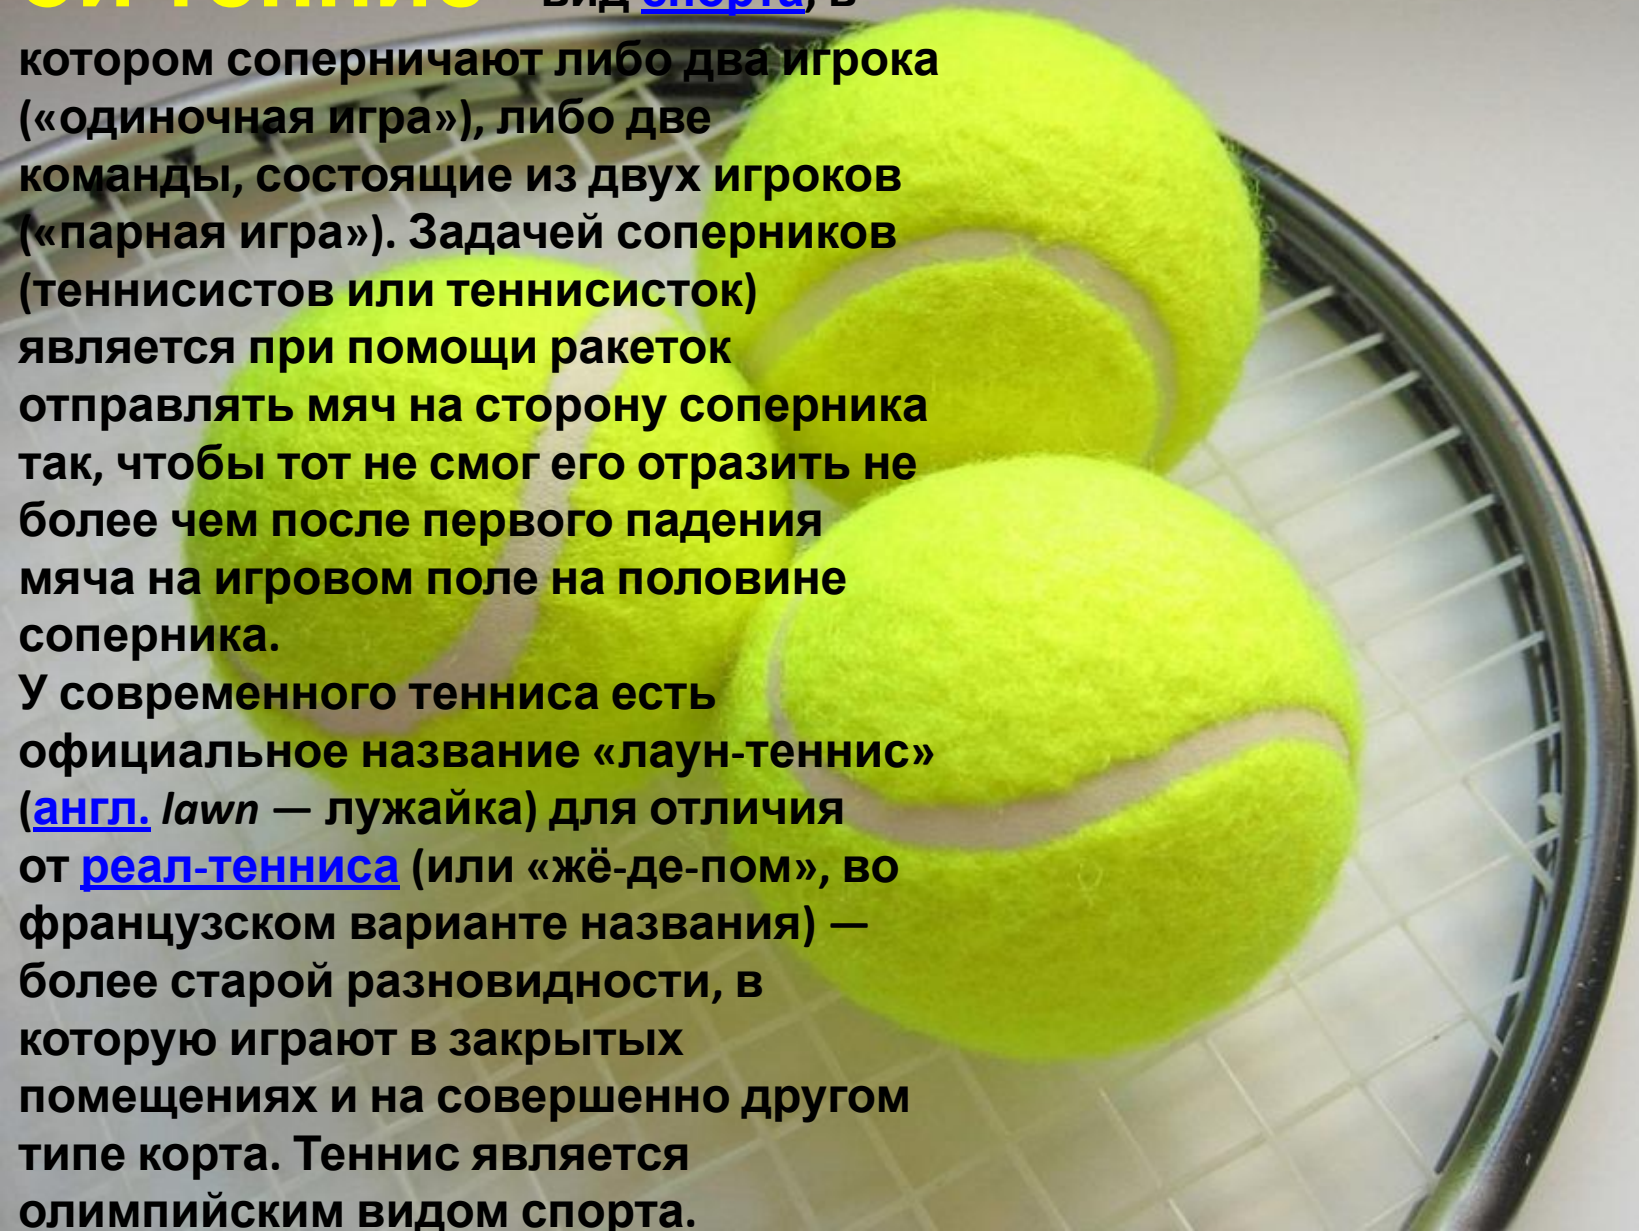 теннис вид спорта, в
котором соперничают либо два игрока
(«одиночная игра»), либо две
команды, состоящие из двух игроков
(«парная игра»). Задачей соперников
(теннисистов или теннисисток)
является при помощи ракеток
отправлять мяч на сторону соперника
так, чтобы тот не смог его отразить не
более чем после первого падения
мяча на игровом поле на половине
соперника.
У современного тенниса есть
официальное название «лаун-теннис»
(англ. lawn — лужайка) для отличия
от реал-тенниса (или «жё-де-пом», во
французском варианте названия) —
более старой разновидности, в
которую играют в закрытых
помещениях и на совершенно другом
типе корта. Теннис является
олимпийским видом спорта.